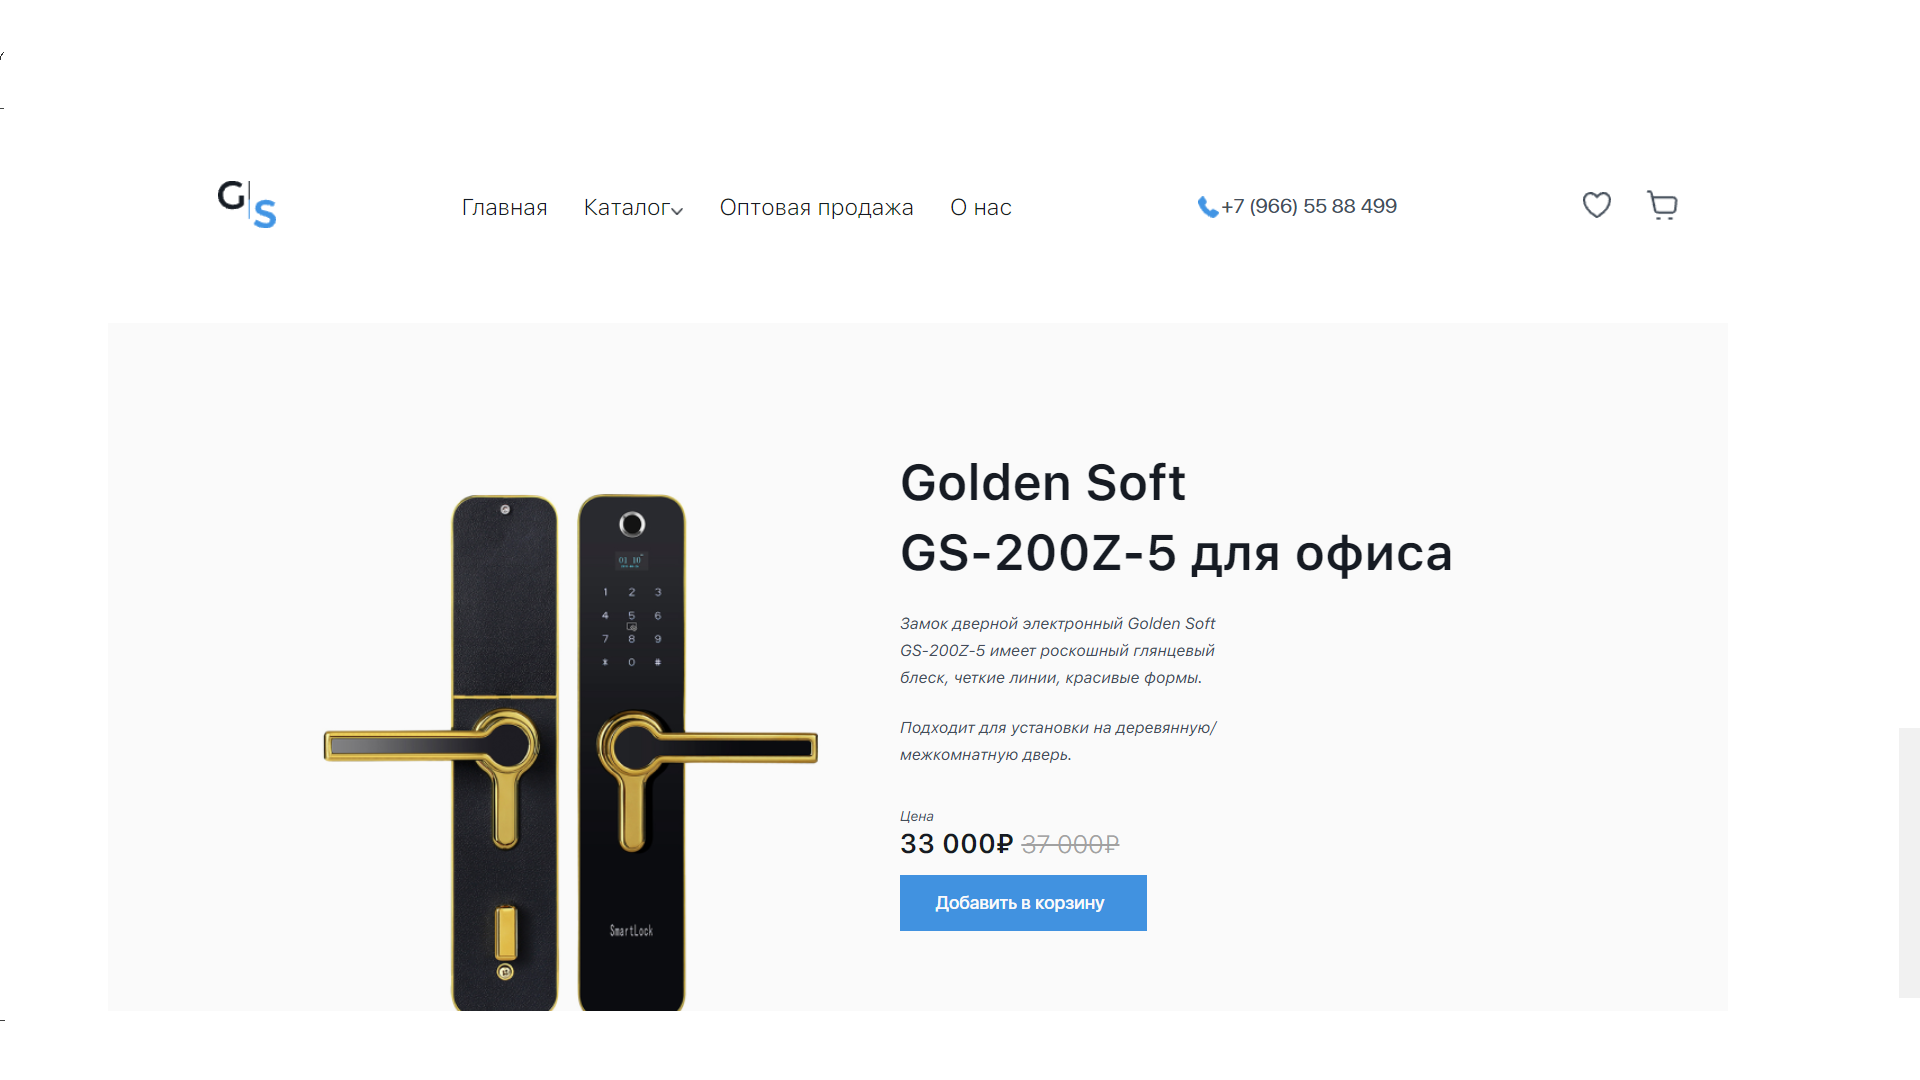 G|S
Главная Каталог Оптовая продажа О нас +7 (966) 55 88 499
Golden Soft
GS-200Z-5 для офиса
Замок дверной электронный Golden Soft
GS-200Z-5 имеет роскошный глянцевый
блеск, четкие линии, красивые формы.
Подходит для установки на деревянную/
межкомнатную дверь.
Цена
33 000₽ 37 000₽
Добавить в корзину
01 10
1 2 3
4 5 6
7 8 9
* 0 #
SmartLock